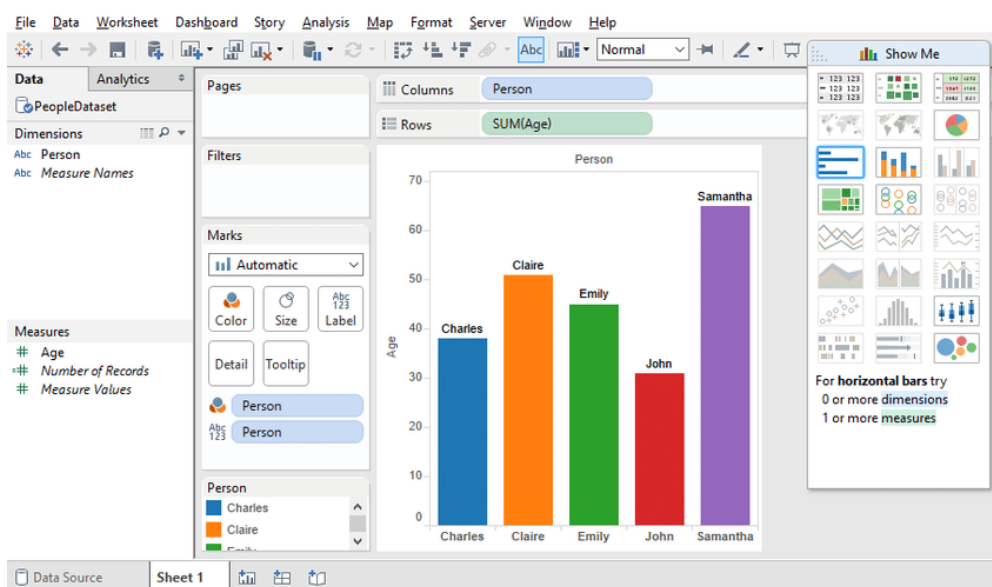 File Data Worksheet Dashboard Story Analysis Map Format Server Window Help
Abc Normal
Show Me
Data Analytics
PeopleDataset
Dimensions
Abc Person
Abc Measure Names
Measures
# Age
# Number of Records
# Measure Values
Pages
Filters
Marks
Automatic
Color Size Abc 123 Label
Detail Tooltip
Person
Abc 123 Person
Person
Charles
Claire
Columns Person
Rows SUM(Age)
Person
70
60
50
40
30
20
10
0
Age
Samantha
Claire
Emily
Charles
John
Charles Claire Emily John Samantha
For horizontal bars try
0 or more dimensions
1 or more measures
Data Source Sheet 1